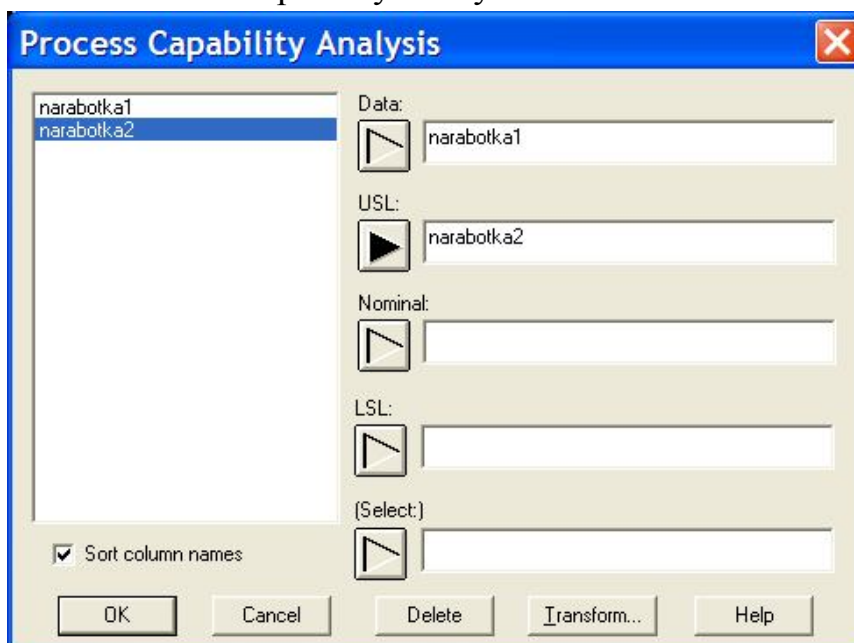 Process Capability Analysis
narabotka1
narabotka2
Data:
narabotka1
USL:
narabotka2
Nominal:
LSL:
(Select:)
Sort column names
OK Cancel Delete Transform... Help